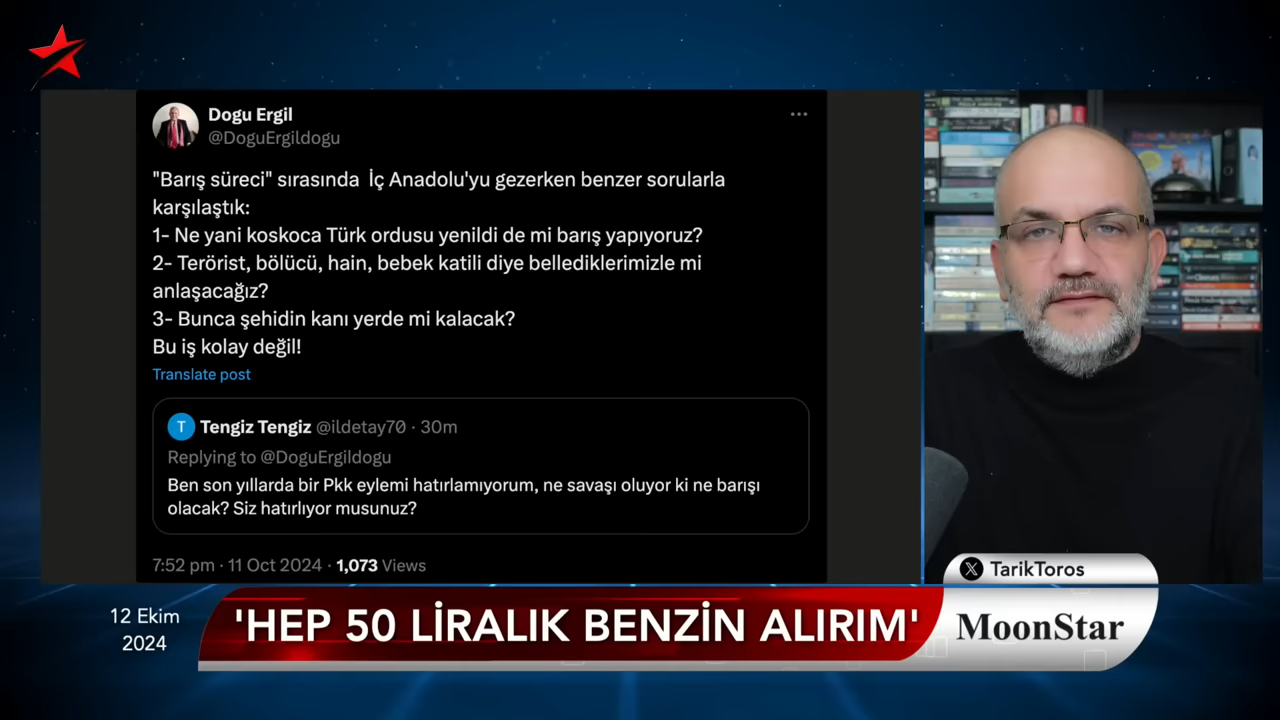 Dogu Ergil
@DoguErgildogu
"Barış süreci" sırasında  İç Anadolu'yu gezerken benzer sorularla
karşılaştık:
1- Ne yani koskoca Türk ordusu yenildi de mi barış yapıyoruz?
2- Terörist, bölücü, hain, bebek katili diye bellediklerimizle mi
anlaşacağız?
3- Bunca şehidin kanı yerde mi kalacak?
Bu iş kolay değil!
Translate post
T Tengiz Tengiz @ildetay70 · 30m
Replying to @DoguErgildogu
Ben son yıllarda bir Pkk eylemi hatırlamıyorum, ne savaşı oluyor ki ne barışı
olacak? Siz hatırlıyor musunuz?
7:52 pm · 11 Oct 2024 · 1,073 Views
X TarikToros
12 Ekim
2024
'HEP 50 LİRALIK BENZİN ALIRIM'
MoonStar